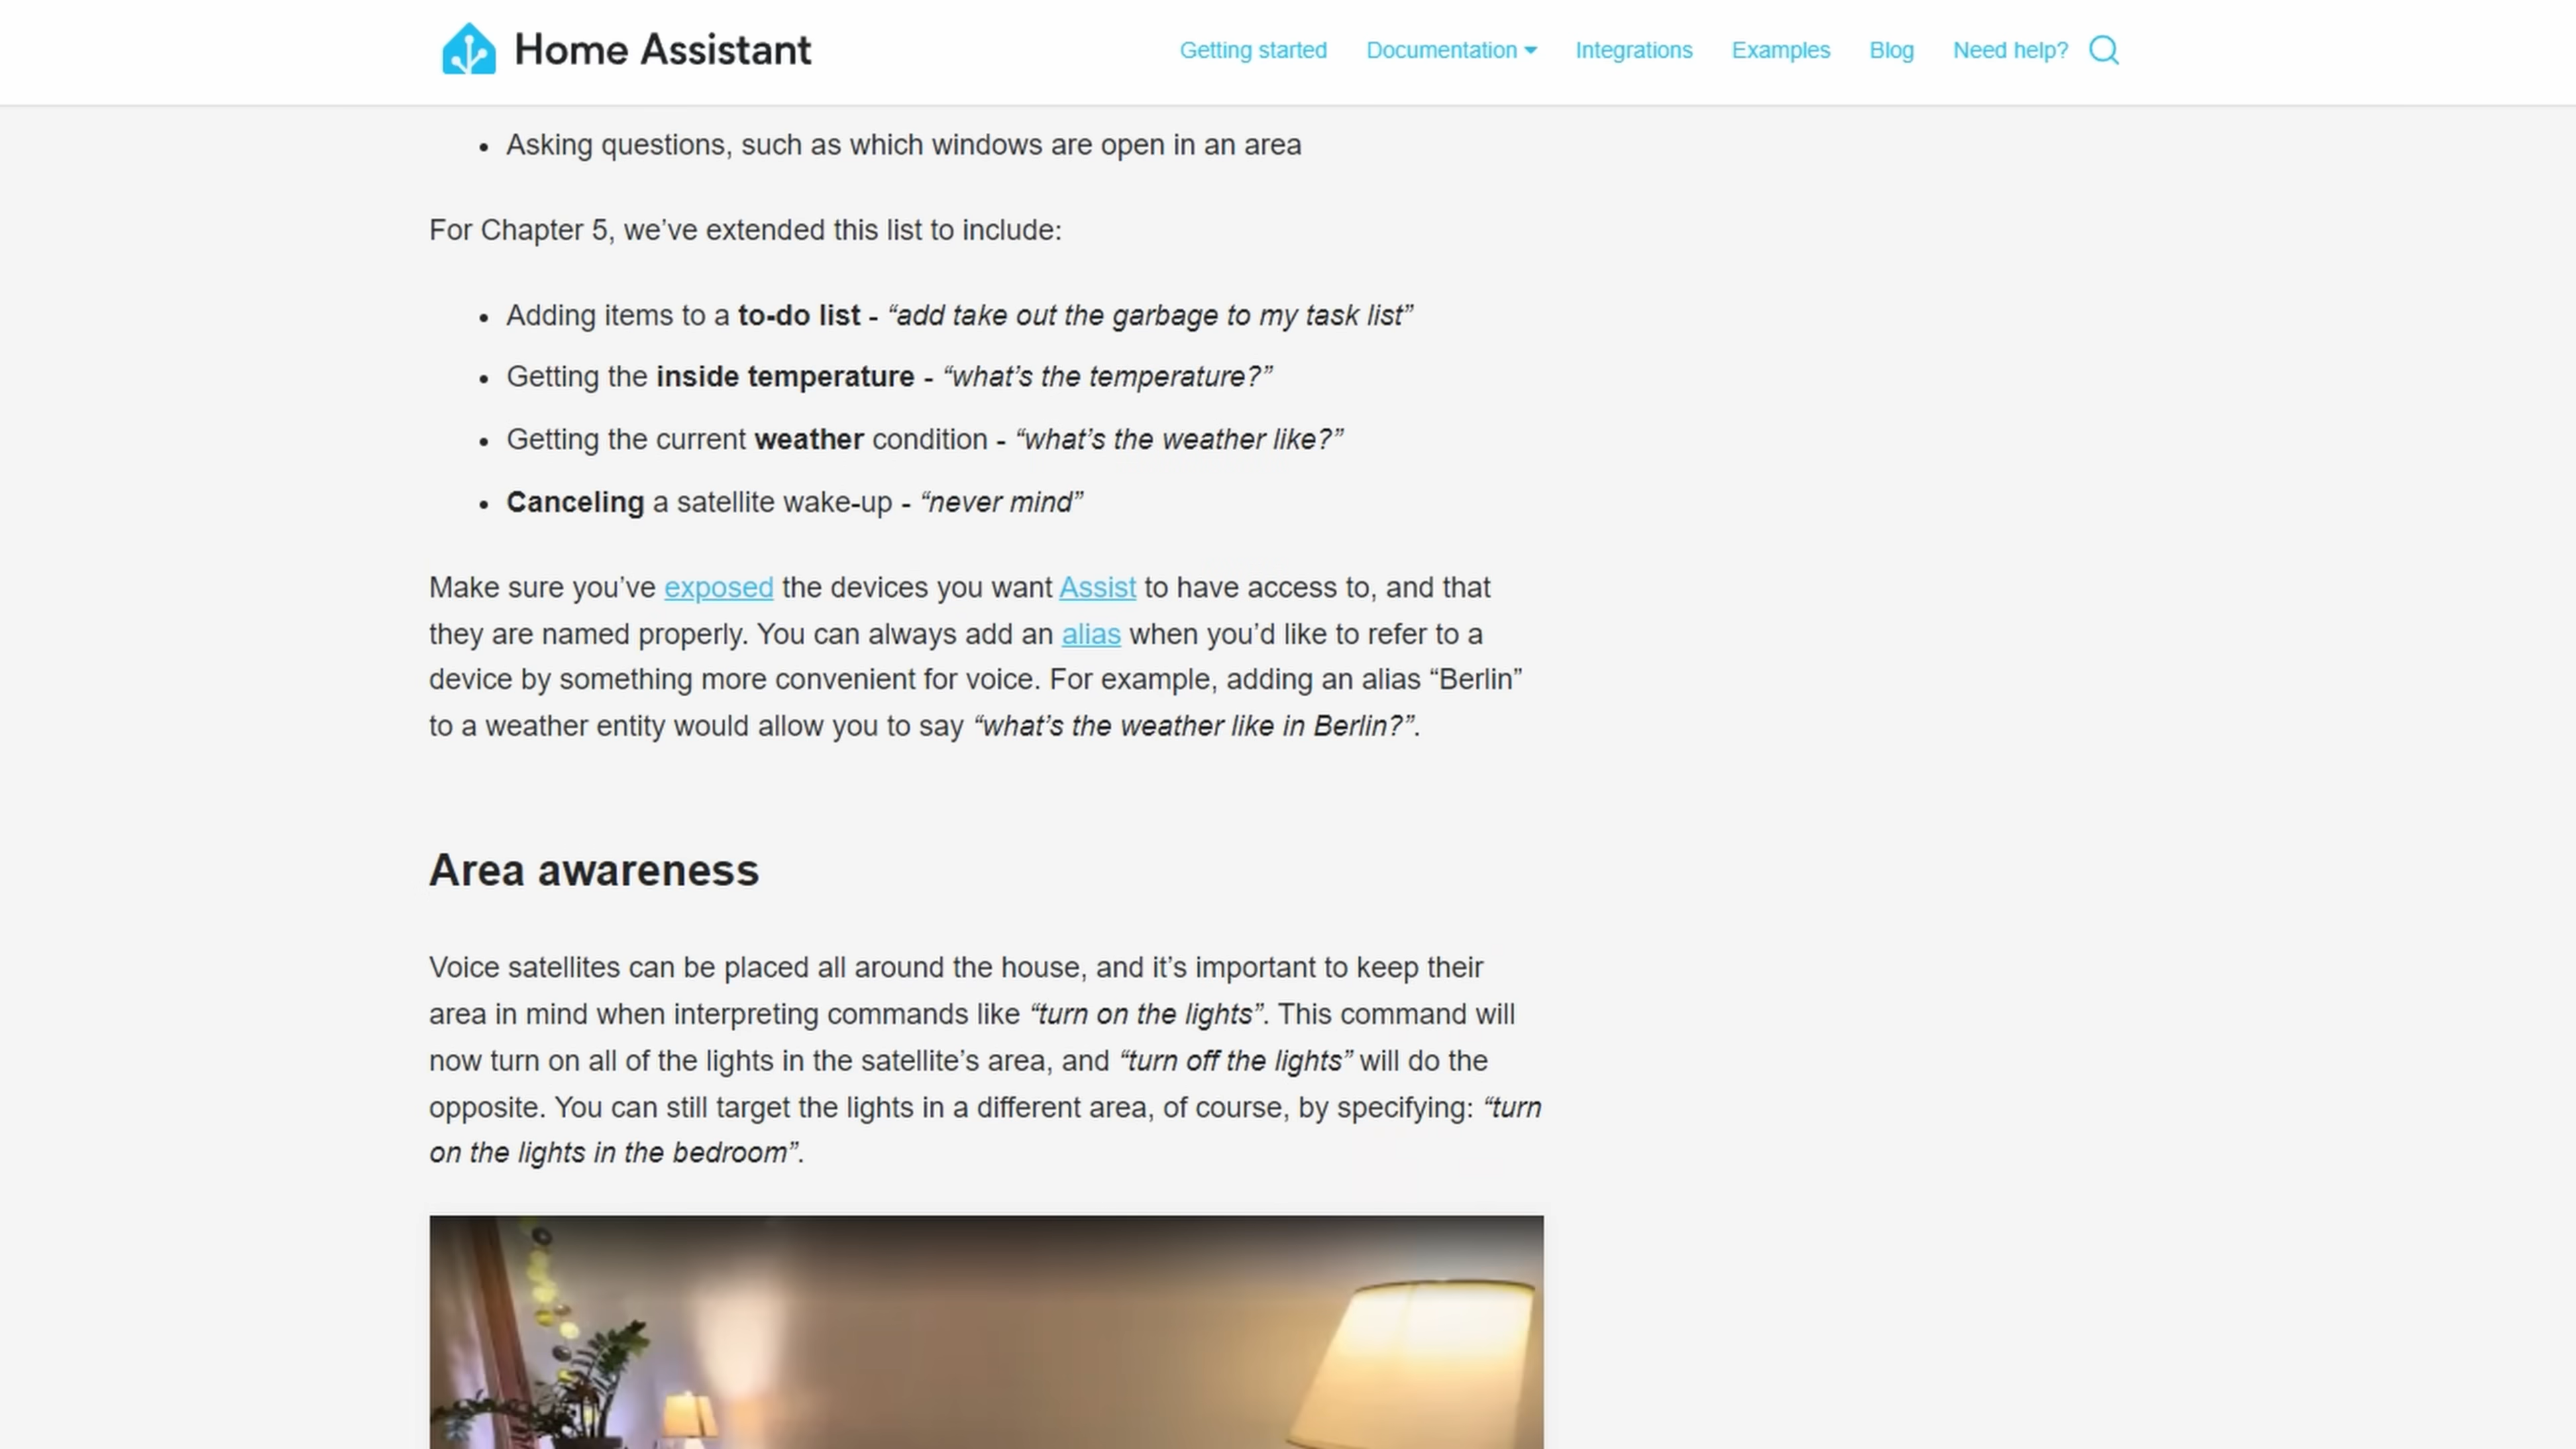 Home Assistant
Getting started Documentation Integrations Examples Blog Need help?
• Asking questions, such as which windows are open in an area
For Chapter 5, we’ve extended this list to include:
• Adding items to a to-do list - “add take out the garbage to my task list”
• Getting the inside temperature - “what’s the temperature?”
• Getting the current weather condition - “what’s the weather like?”
• Canceling a satellite wake-up - “never mind”
Make sure you’ve exposed the devices you want Assist to have access to, and that
they are named properly. You can always add an alias when you’d like to refer to a
device by something more convenient for voice. For example, adding an alias “Berlin”
to a weather entity would allow you to say “what’s the weather like in Berlin?”.
Area awareness
Voice satellites can be placed all around the house, and it’s important to keep their
area in mind when interpreting commands like “turn on the lights”. This command will
now turn on all of the lights in the satellite’s area, and “turn off the lights” will do the
opposite. You can still target the lights in a different area, of course, by specifying: “turn
on the lights in the bedroom”.